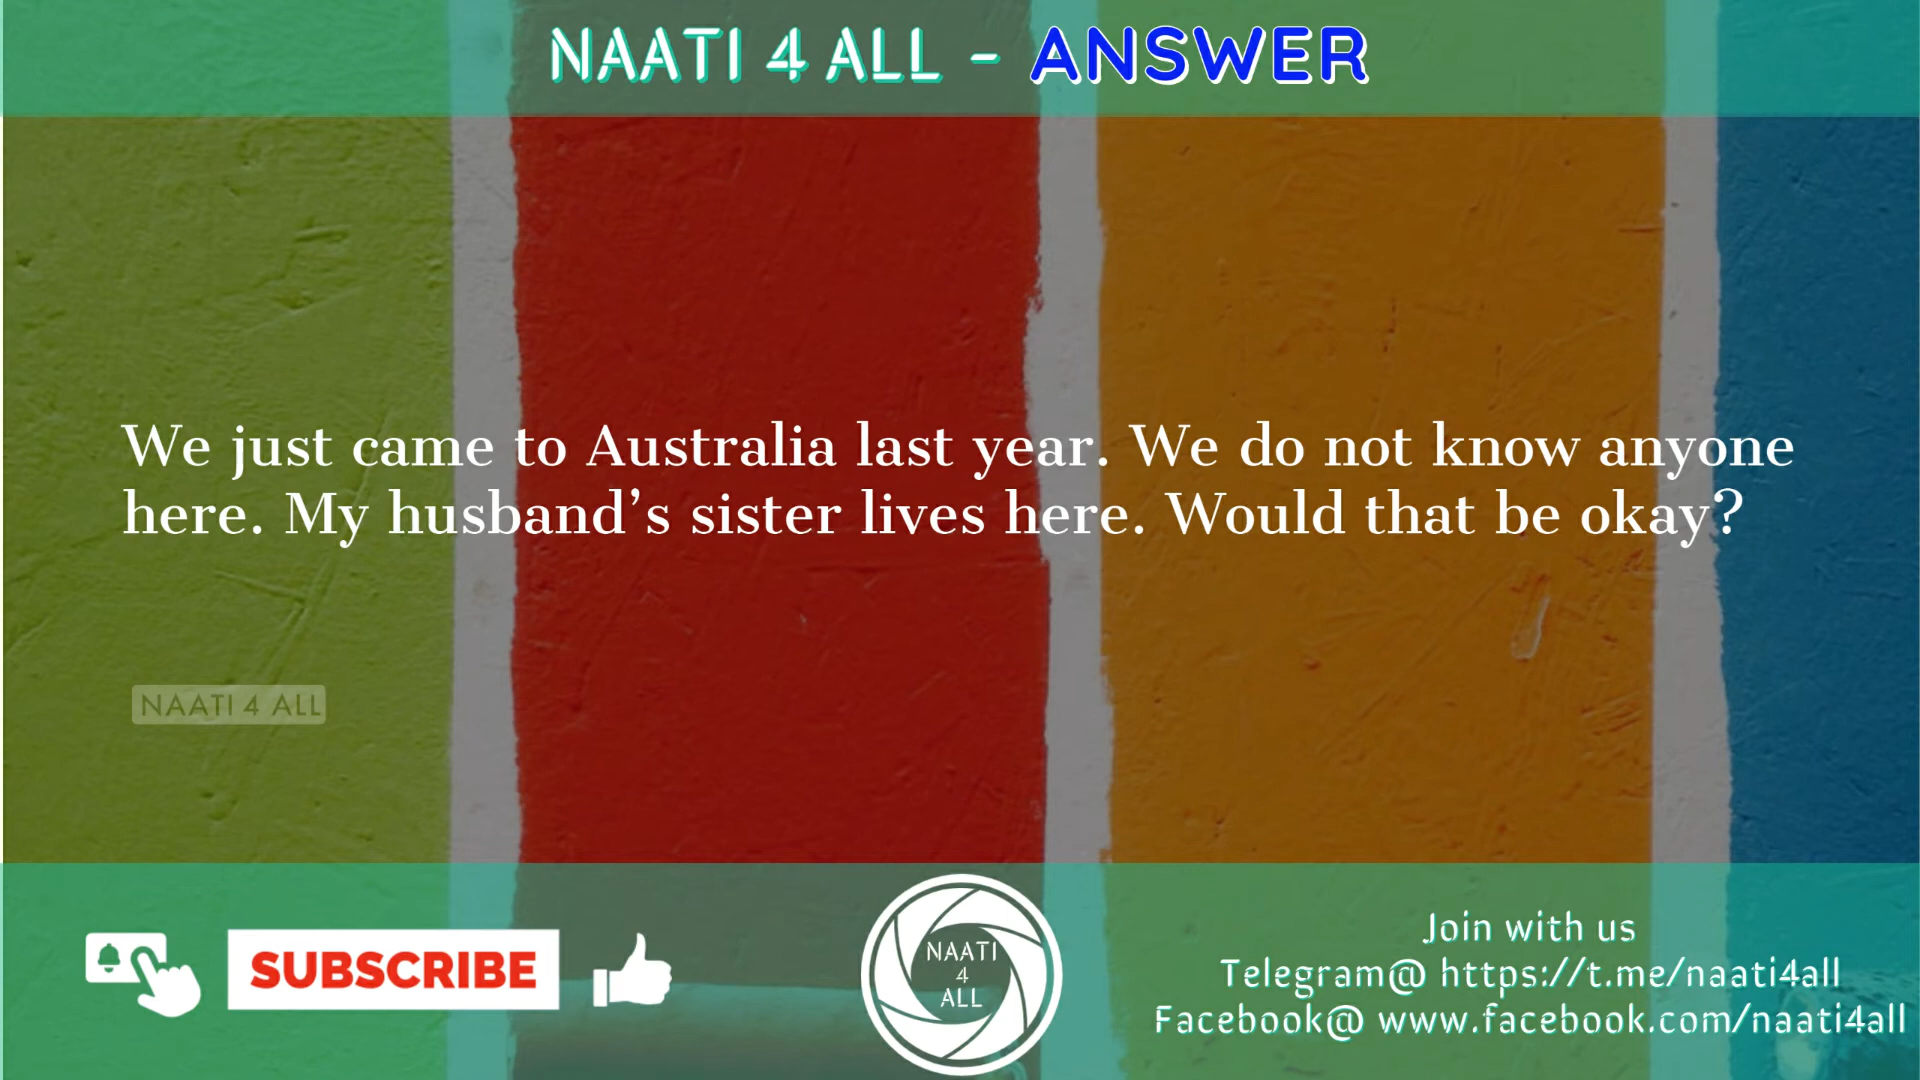 NAATI 4 ALL - ANSWER
We just came to Australia last year. We do not know anyone
here. My husband’s sister lives here. Would that be okay?
NAATI 4 ALL
SUBSCRIBE
NAATI
4
ALL
Join with us
Telegram@ https://t.me/naati4all
Facebook@ www.facebook.com/naati4all